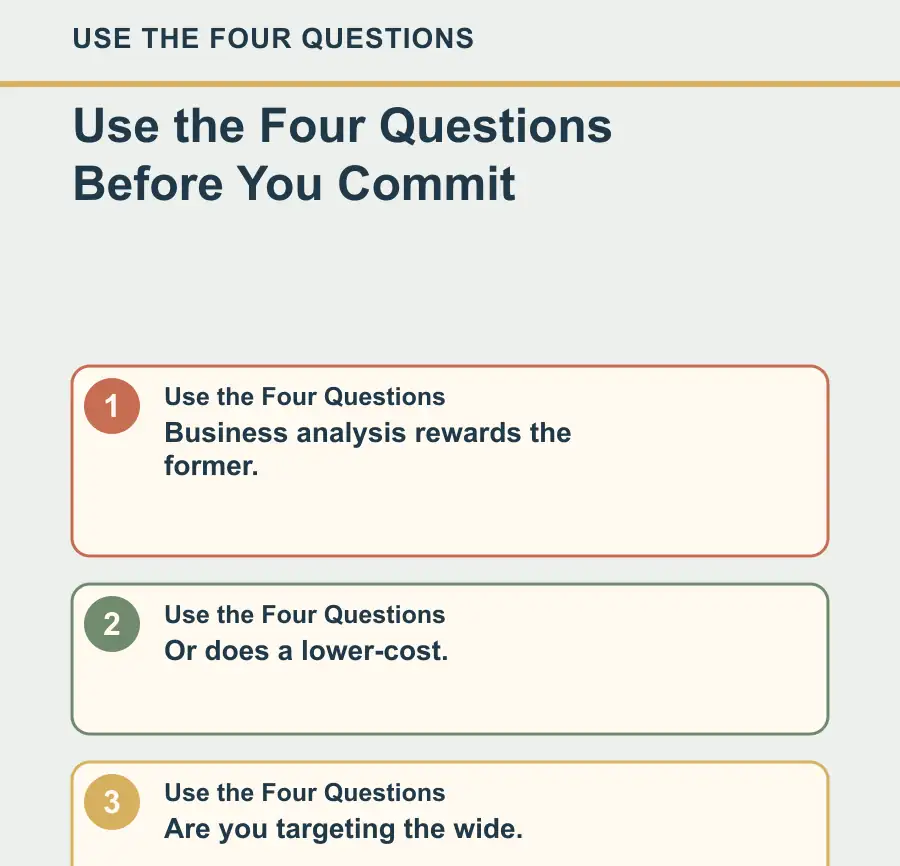 USE THE FOUR QUESTIONS
Use the Four Questions
Before You Commit
1
Use the Four Questions
Business analysis rewards the
former.
2
Use the Four Questions
Or does a lower-cost.
3
Use the Four Questions
Are you targeting the wide.